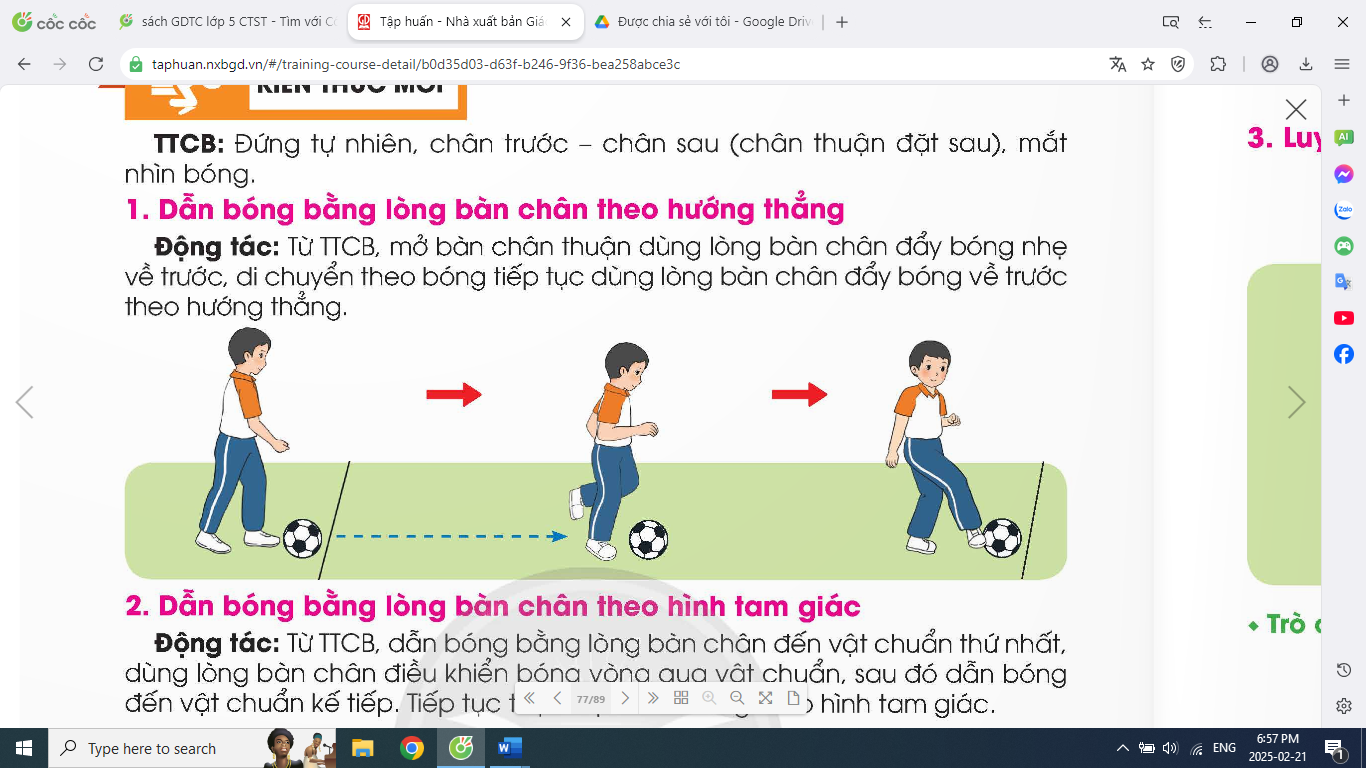 cốc cốc
sách GDTC lớp 5 CTST - Tìm với Cố
Tập huấn - Nhà xuất bản Giá
Được chia sẻ với tôi - Google Drive
taphuan.nxbgd.vn/#/training-course-detail/b0d35d03-d63f-b246-9f36-bea258abce3c
KIẾN THỨC MỚI
TTCB: Đứng tự nhiên, chân trước – chân sau (chân thuận đặt sau), mắt
nhìn bóng.
1. Dẫn bóng bằng lòng bàn chân theo hướng thẳng
Động tác: Từ TTCB, mở bàn chân thuận dùng lòng bàn chân đẩy bóng nhẹ
về trước, di chuyển theo bóng tiếp tục dùng lòng bàn chân đẩy bóng về trước
theo hướng thẳng.
2. Dẫn bóng bằng lòng bàn chân theo hình tam giác
Động tác: Từ TTCB, dẫn bóng bằng lòng bàn chân đến vật chuẩn thứ nhất,
dùng lòng bàn chân điều khiển bóng vòng qua vật chuẩn, sau đó dẫn bóng
đến vật chuẩn kế tiếp. Tiếp tục hình tam giác.
77/89
3. Luy
Trò
AI
Zalo
Type here to search
ENG
6:57 PM
2025-02-21
1